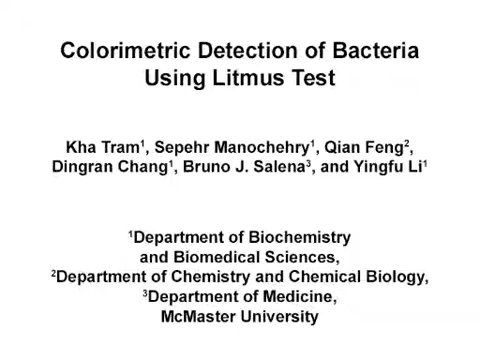 Colorimetric Detection of Bacteria
Using Litmus Test
Kha Tram¹, Sepehr Manochehry¹, Qian Feng²,
Dingran Chang¹, Bruno J. Salena³, and Yingfu Li¹
¹Department of Biochemistry
and Biomedical Sciences,
²Department of Chemistry and Chemical Biology,
³Department of Medicine,
McMaster University